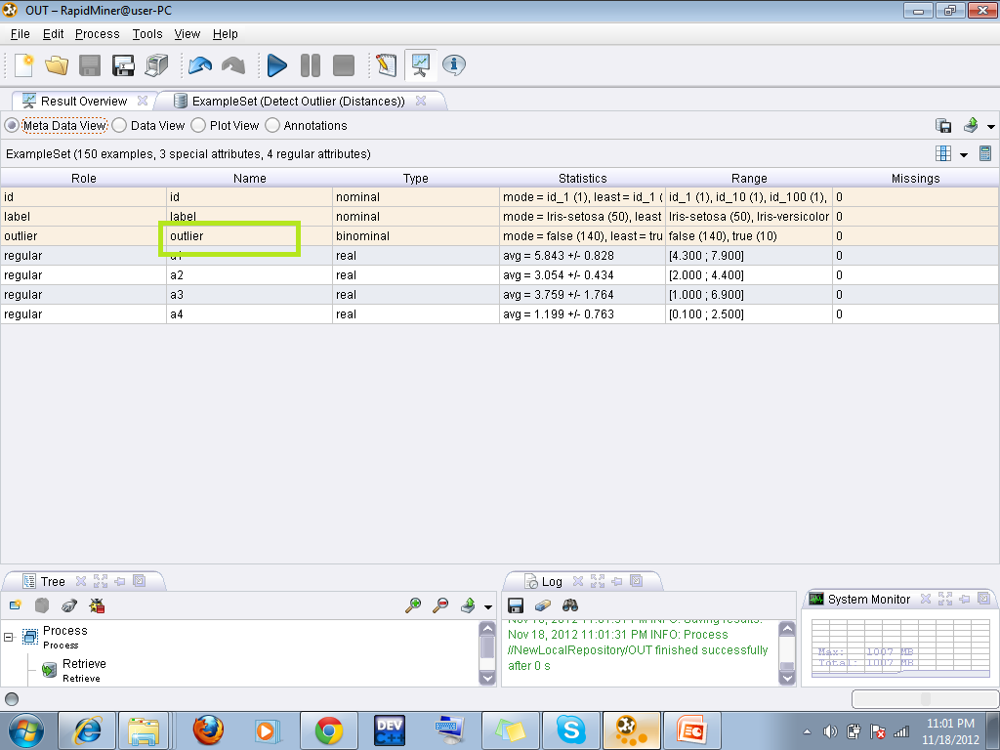 OUT – RapidMiner@user-PC
File Edit Process Tools View Help
Result Overview ExampleSet (Detect Outlier (Distances))
Meta Data View Data View Plot View Annotations
ExampleSet (150 examples, 3 special attributes, 4 regular attributes)
Role Name Type Statistics Range Missings
id id nominal mode = id_1 (1), least = id_1 ( id_1 (1), id_10 (1), id_100 (1), 0
label label nominal mode = Iris-setosa (50), least Iris-setosa (50), Iris-versicolor 0
outlier outlier binominal mode = false (140), least = tru false (140), true (10) 0
regular a1 real avg = 5.843 +/- 0.828 [4.300 ; 7.900] 0
regular a2 real avg = 3.054 +/- 0.434 [2.000 ; 4.400] 0
regular a3 real avg = 3.759 +/- 1.764 [1.000 ; 6.900] 0
regular a4 real avg = 1.199 +/- 0.763 [0.100 ; 2.500] 0
Tree Log System Monitor
Process
Process
Retrieve
Retrieve
Nov 18, 2012 11:01:31 PM INFO: Saving results.
Nov 18, 2012 11:01:31 PM INFO: Process
//NewLocalRepository/OUT finished successfully
after 0 s
Max: 1007 MB
Total: 1007 MB
DEV
C++
11:01 PM
11/18/2012